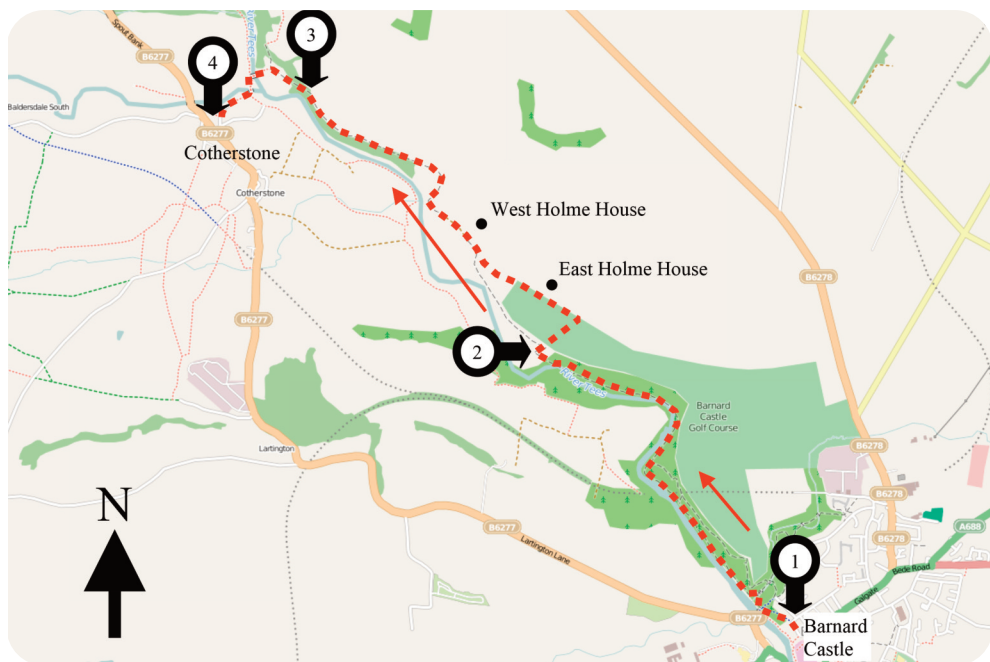 River Tees
Spout Bank
B6277
3
4
Baldersdale South
B6277
Cotherstone
Cotherstone
West Holme House
East Holme House
B6278
B6277
2
River Tees
Barnard
Castle
Golf Course
Lartington
N
B6278
B6277
Lartington Lane
A688
B6278
1
Bede Road
Galgate
B6277
Barnard
Castle